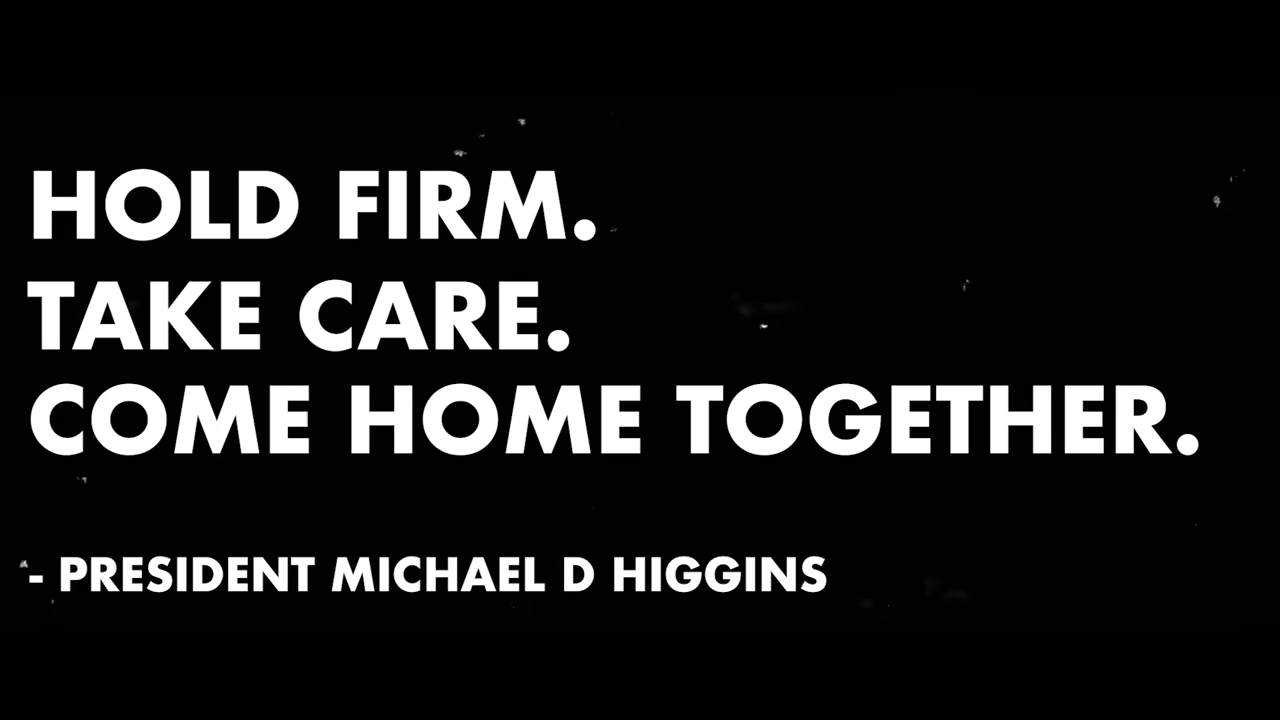 HOLD FIRM.
TAKE CARE.
COME HOME TOGETHER.
- PRESIDENT MICHAEL D HIGGINS